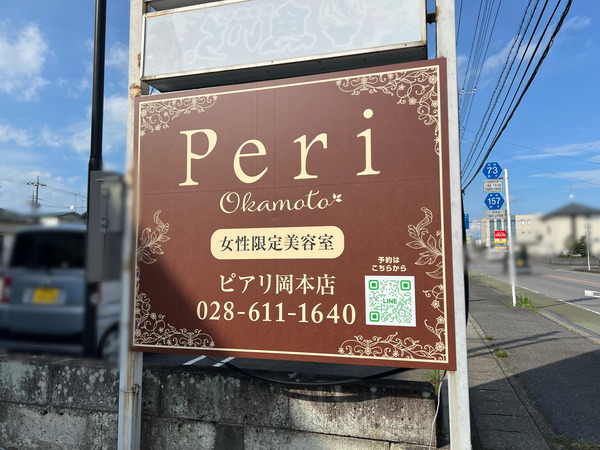 Peri
Okamoto
女性限定美容室
ピアリ岡本店
028-611-1640
予約は
こちらから
LINE
73
157